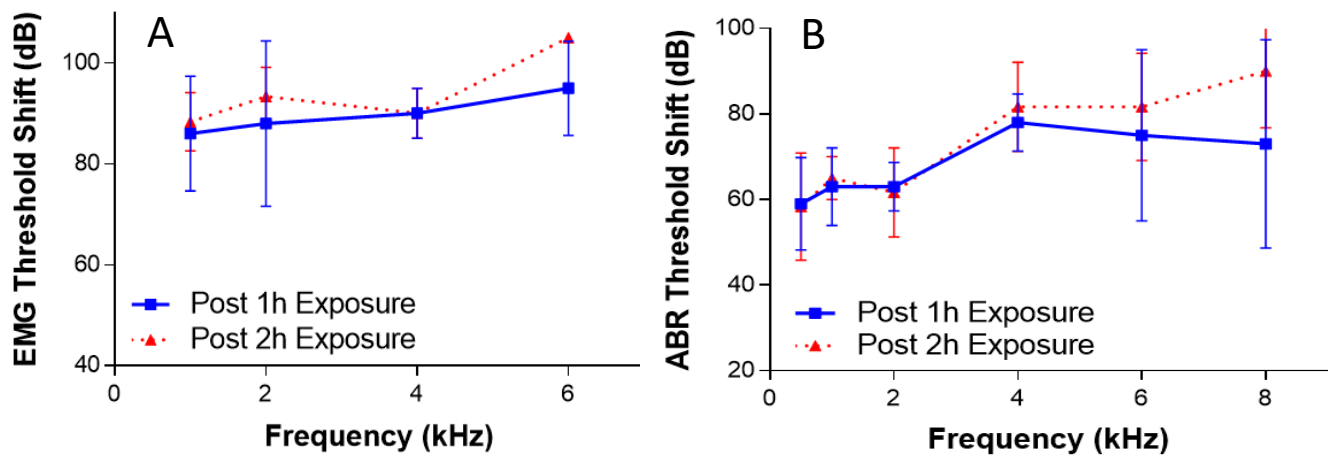 A
EMG Threshold Shift (dB)
100
80
60
40
0
2
4
6
Post 1h Exposure
Post 2h Exposure
Frequency (kHz)
B
ABR Threshold Shift (dB)
100
80
60
40
20
0
2
4
6
8
Post 1h Exposure
Post 2h Exposure
Frequency (kHz)